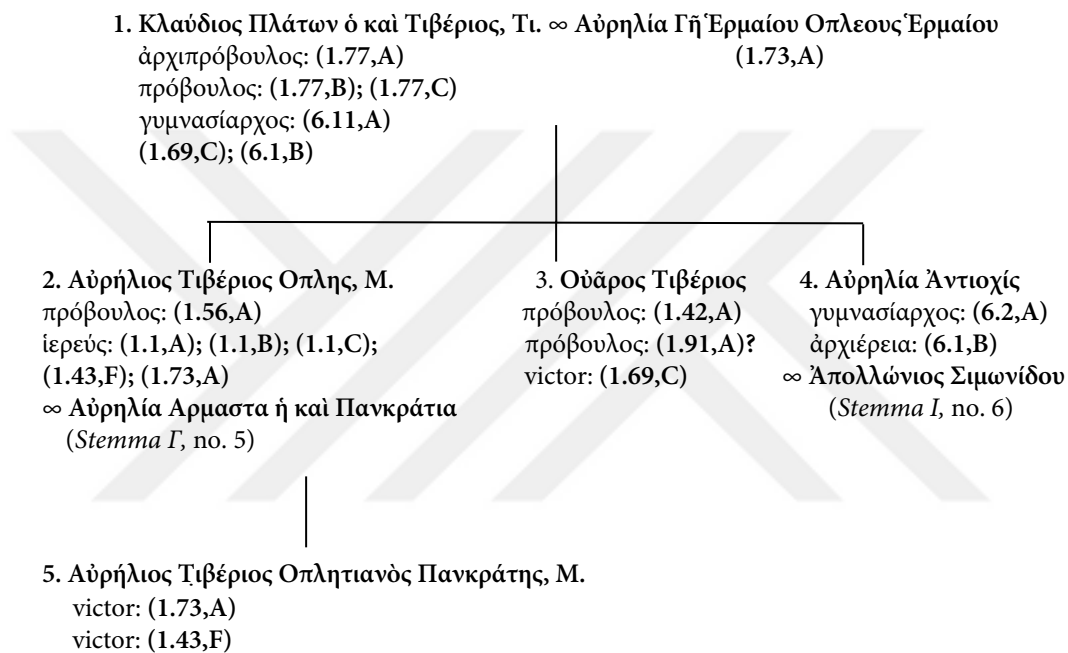 1. Κλαύδιος Πλάτων ὁ καὶ Τιβέριος, Τι. ∞ Αὐρηλία Γῆ Ἑρμαίου Οπλεους Ἑρμαίου
ἀρχιπρόβουλος: (1.77,A) (1.73,A)
πρόβουλος: (1.77,B); (1.77,C)
γυμνασίαρχος: (6.11,A)
(1.69,C); (6.1,B)
2. Αὐρήλιος Τιβέριος Οπλης, Μ. 3. Οὐᾶρος Τιβέριος 4. Αὐρηλία Ἀντιοχίς
πρόβουλος: (1.56,A) πρόβουλος: (1.42,A) γυμνασίαρχος: (6.2,A)
ἱερεύς: (1.1,A); (1.1,B); (1.1,C); πρόβουλος: (1.91,A)? ἀρχιέρεια: (6.1,B)
(1.43,F); (1.73,A) victor: (1.69,C) ∞ Ἀπολλώνιος Σιμωνίδου
∞ Αὐρηλία Αρμαστα ἡ καὶ Πανκράτια (Stemma I, no. 6)
(Stemma Γ, no. 5)
5. Αὐρήλιος Τ̣ιβέριος Οπλητιανὸς Πανκράτης, Μ.
victor: (1.73,A)
victor: (1.43,F)